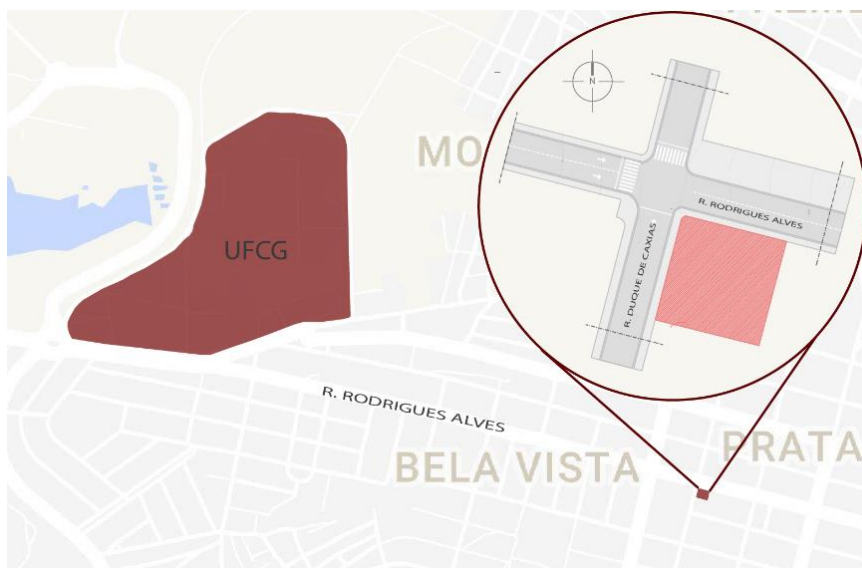 UFCG
MO
N
R. RODRIGUES ALVES
R. DUQUE DE CAXIAS
R. RODRIGUES ALVES
BELA VISTA
PRATA